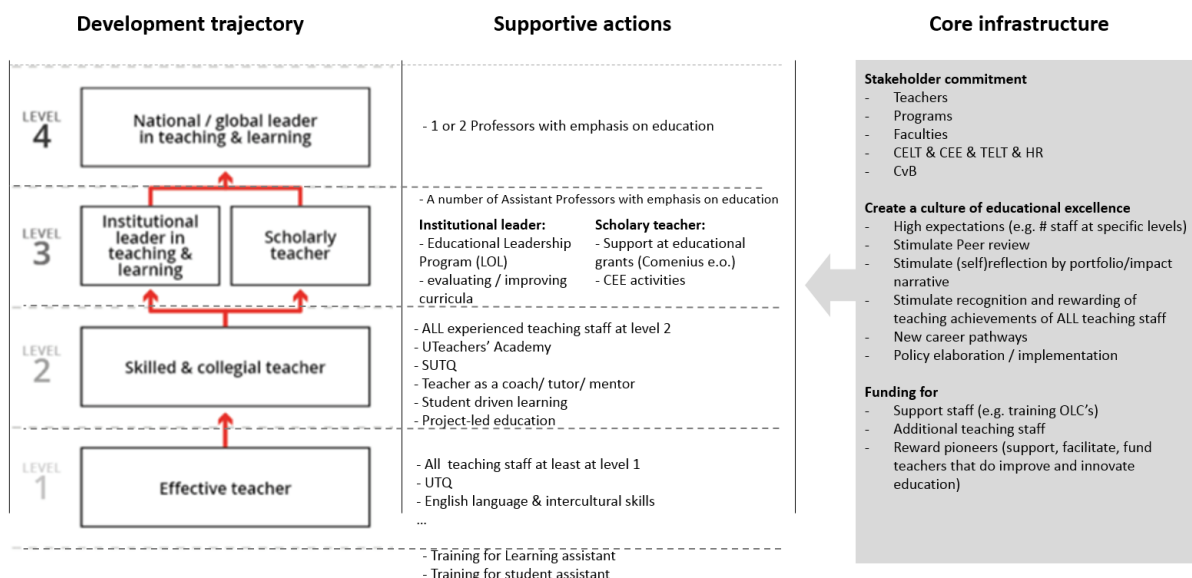 Development trajectory
Supportive actions
Core infrastructure
LEVEL
4
National / global leader
in teaching & learning
- 1 or 2 Professors with emphasis on education
LEVEL
3
Institutional
leader in
teaching &
learning
Scholarly
teacher
- A number of Assistant Professors with emphasis on education
Institutional leader:
- Educational Leadership
Program (LOL)
- evaluating / improving
curricula
Scholary teacher:
- Support at educational
grants (Comenius e.o.)
- CEE activities
LEVEL
2
Skilled & collegial teacher
- ALL experienced teaching staff at level 2
- UTeachers’ Academy
- SUTQ
- Teacher as a coach/ tutor/ mentor
- Student driven learning
- Project-led education
LEVEL
1
Effective teacher
- All  teaching staff at least at level 1
- UTQ
- English language & intercultural skills
...
- Training for Learning assistant
- Training for student assistant
Stakeholder commitment
- Teachers
- Programs
- Faculties
- CELT & CEE & TELT & HR
- CvB
Create a culture of educational excellence
- High expectations (e.g. # staff at specific levels)
- Stimulate Peer review
- Stimulate (self)reflection by portfolio/impact
narrative
- Stimulate recognition and rewarding of
teaching achievements of ALL teaching staff
- New career pathways
- Policy elaboration / implementation
Funding for
- Support staff (e.g. training OLC’s)
- Additional teaching staff
- Reward pioneers (support, facilitate, fund
teachers that do improve and innovate
education)